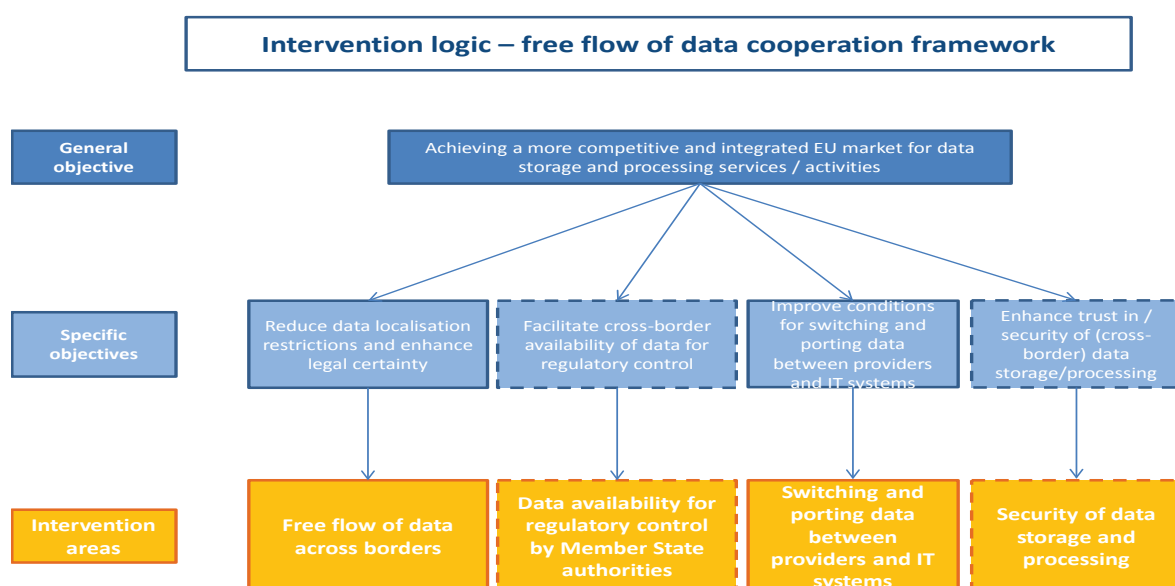 Intervention logic – free flow of data cooperation framework
General
objective
Achieving a more competitive and integrated EU market for data
storage and processing services / activities
Specific
objectives
Reduce data localisation
restrictions and enhance
legal certainty
Facilitate cross-border
availability of data for
regulatory control
Improve conditions
for switching and
porting data
between providers
and IT systems
Enhance trust in /
security of (cross-
border) data
storage/processing
Intervention
areas
Free flow of data
across borders
Data availability for
regulatory control
by Member State
authorities
Switching and
porting data
between
providers and IT
systems
Security of data
storage and
processing